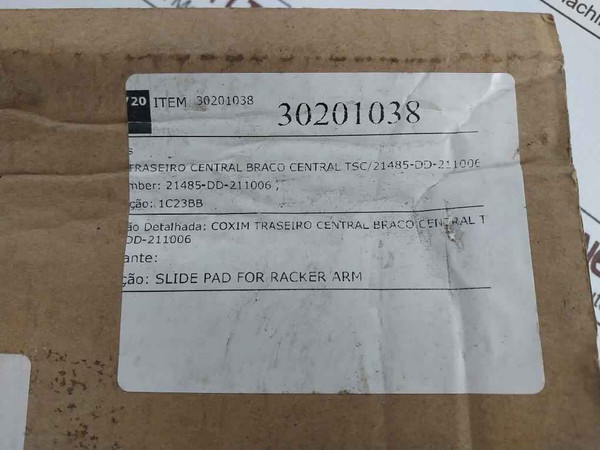 /20 ITEM 30201038 30201038
s
TRASEIRO CENTRAL BRACO CENTRAL TSC/21485-DD-211006
mber: 21485-DD-211006 ;
ção: 1C23BB
ão Detalhada: COXIM TRASEIRO CENTRAL BRACO CENTRAL T
DD-211006
ante:
ção: SLIDE PAD FOR RACKER ARM